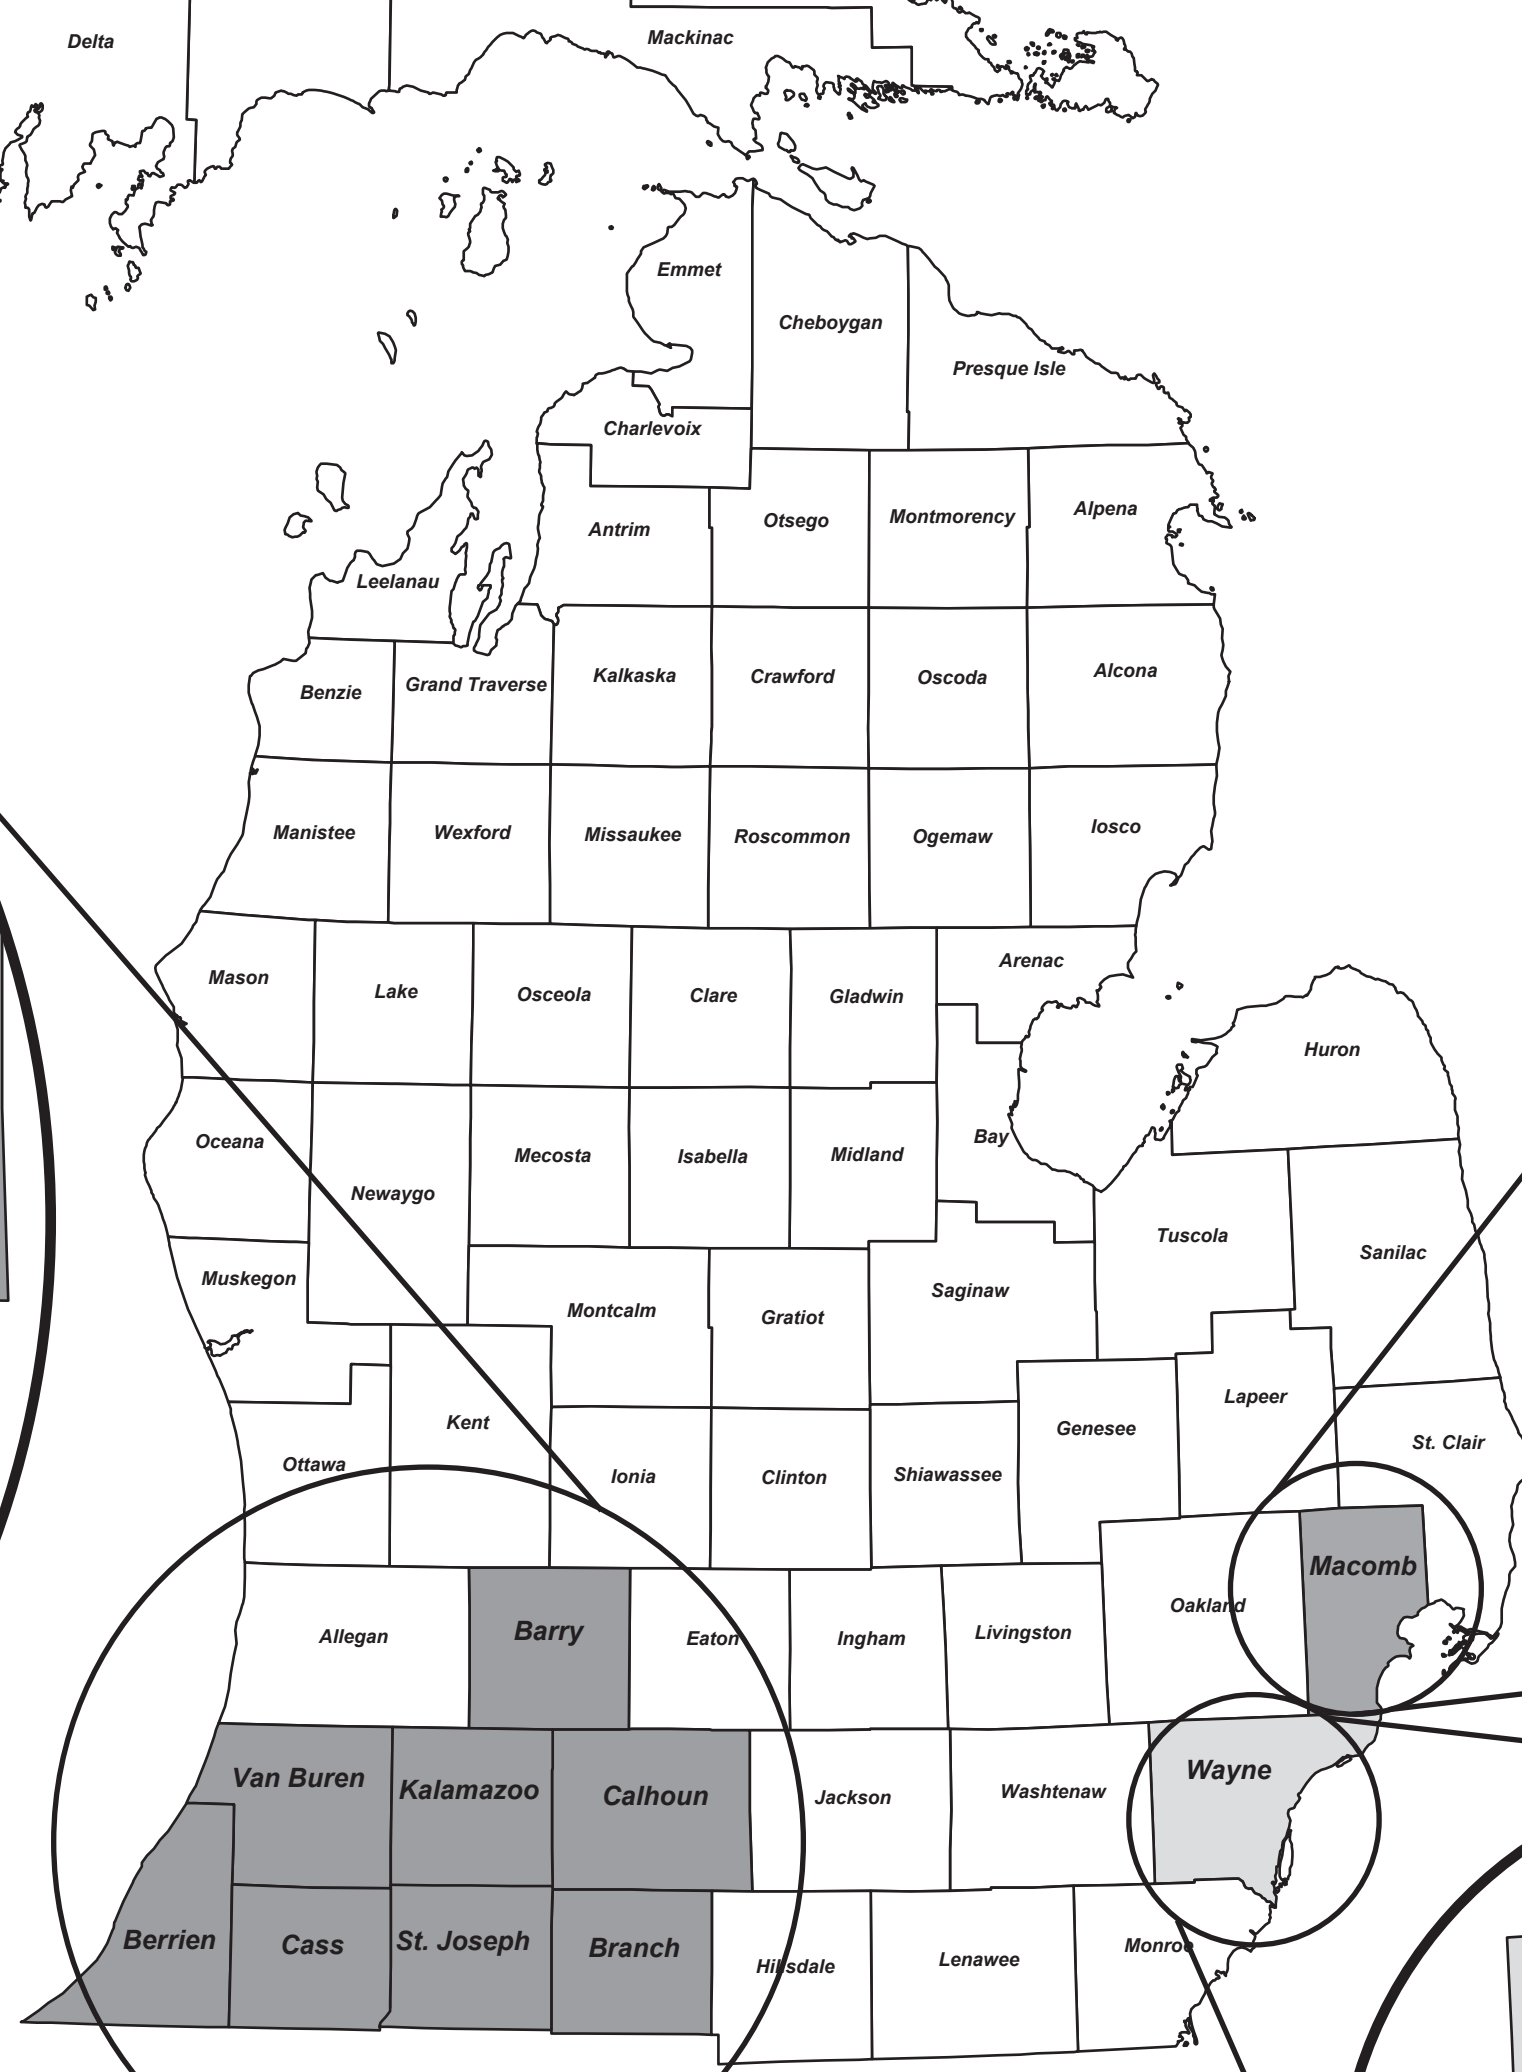 Delta
Mackinac
Emmet
Cheboygan
Presque Isle
Charlevoix
Antrim
Otsego
Montmorency
Alpena
Leelanau
Benzie
Grand Traverse
Kalkaska
Crawford
Oscoda
Alcona
Manistee
Wexford
Missaukee
Roscommon
Ogemaw
Iosco
Mason
Lake
Osceola
Clare
Gladwin
Arenac
Huron
Oceana
Newaygo
Mecosta
Isabella
Midland
Bay
Tuscola
Sanilac
Muskegon
Montcalm
Gratiot
Saginaw
Kent
Ottawa
Ionia
Clinton
Shiawassee
Genesee
Lapeer
St. Clair
Allegan
Barry
Eaton
Ingham
Livingston
Oakland
Macomb
Van Buren
Kalamazoo
Calhoun
Jackson
Washtenaw
Wayne
Berrien
Cass
St. Joseph
Branch
Hillsdale
Lenawee
Monroe